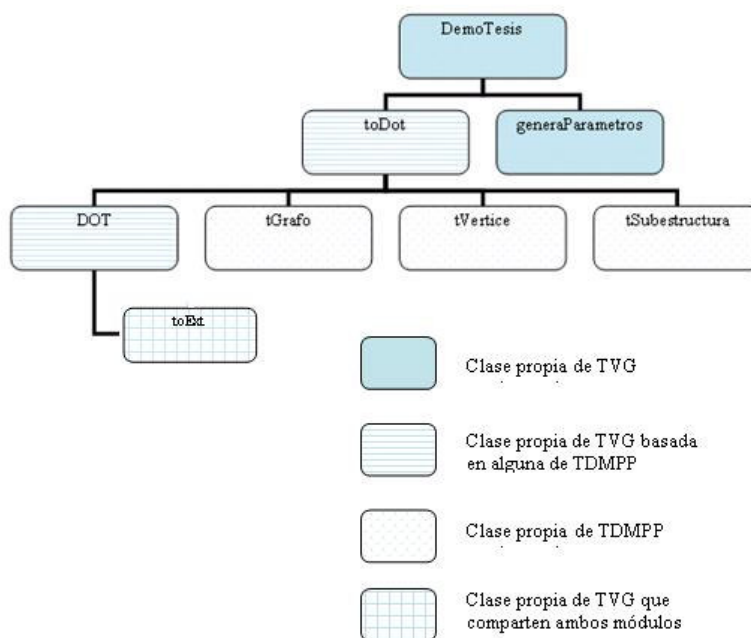 DemoTesis
toDot
generaParametros
DOT
tGrafo
tVertice
tSubestructura
toExt
Clase propia de TVG
Clase propia de TVG basada
en alguna de TDMPP
Clase propia de TDMPP
Clase propia de TVG que
comparten ambos módulos